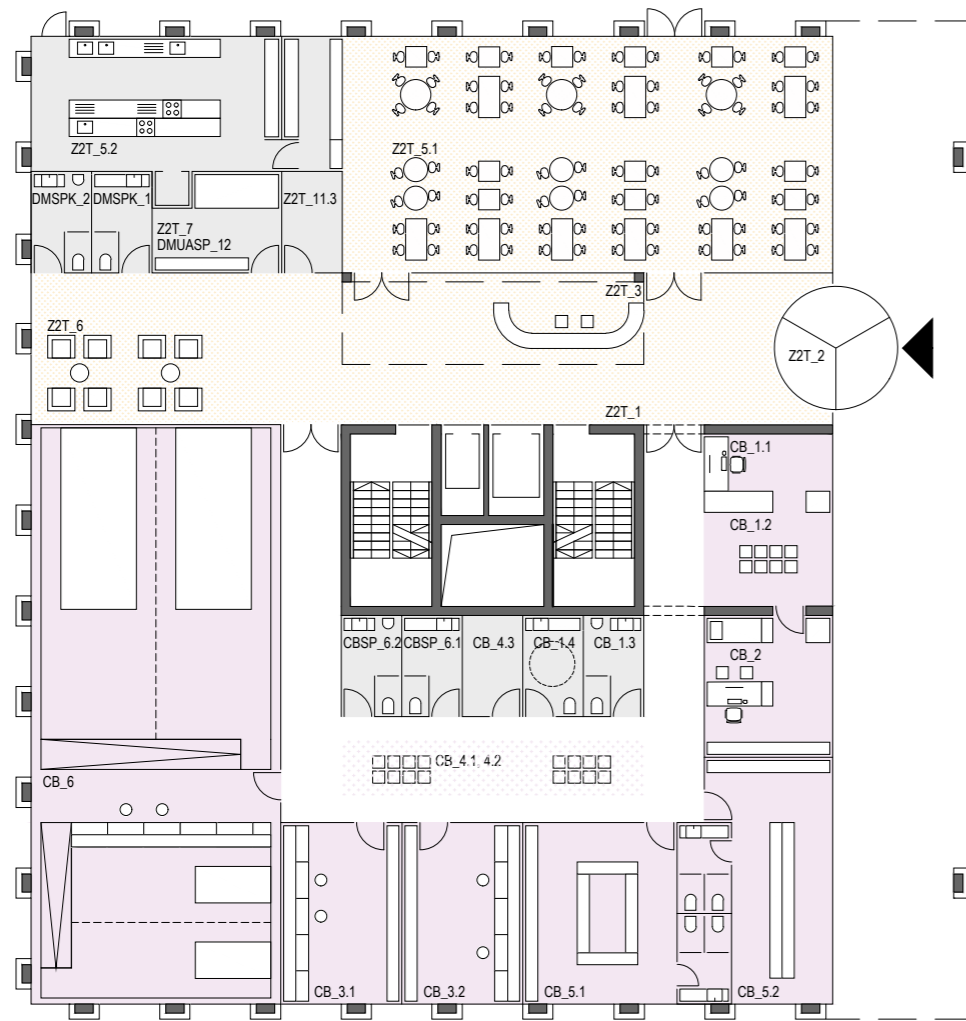 Z2T_5.2
Z2T_5.1
DMSPK_2
DMSPK_1
Z2T_7
DMUASP_12
Z2T_11.3
Z2T_3
Z2T_6
Z2T_2
Z2T_1
CB_1.1
CB_1.2
CBSP_6.2
CBSP_6.1
CB_4.3
CB_1.4
CB_1.3
CB_2
CB_4.1, 4.2
CB_6
CB_3.1
CB_3.2
CB_5.1
CB_5.2